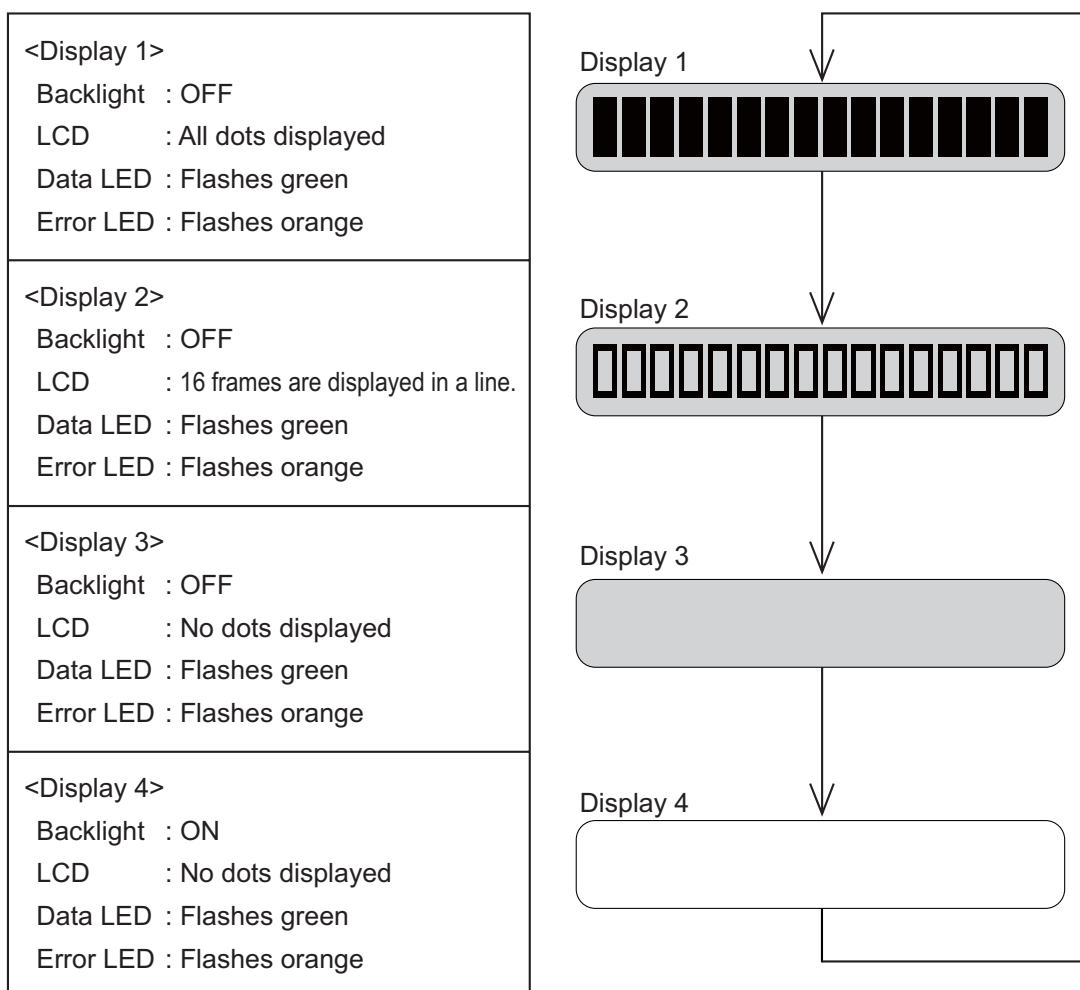 <Display 1>
Backlight : OFF
LCD : All dots displayed
Data LED : Flashes green
Error LED : Flashes orange
<Display 2>
Backlight : OFF
LCD : 16 frames are displayed in a line.
Data LED : Flashes green
Error LED : Flashes orange
<Display 3>
Backlight : OFF
LCD : No dots displayed
Data LED : Flashes green
Error LED : Flashes orange
<Display 4>
Backlight : ON
LCD : No dots displayed
Data LED : Flashes green
Error LED : Flashes orange
Display 1
Display 2
Display 3
Display 4